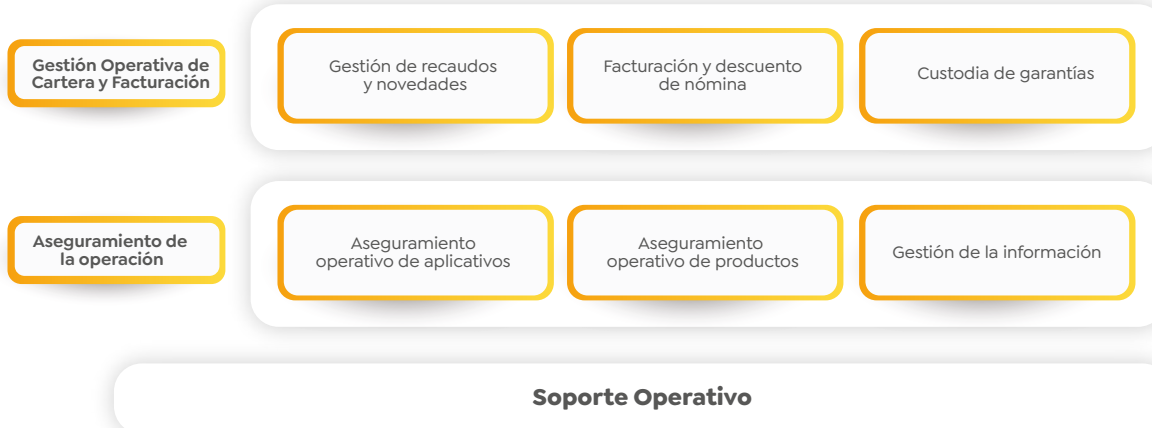 Gestión Operativa de
Cartera y Facturación
Gestión de recaudos
y novedades
Facturación y descuento
de nómina
Custodia de garantías
Aseguramiento de
la operación
Aseguramiento
operativo de aplicativos
Aseguramiento
operativo de productos
Gestión de la información
Soporte Operativo